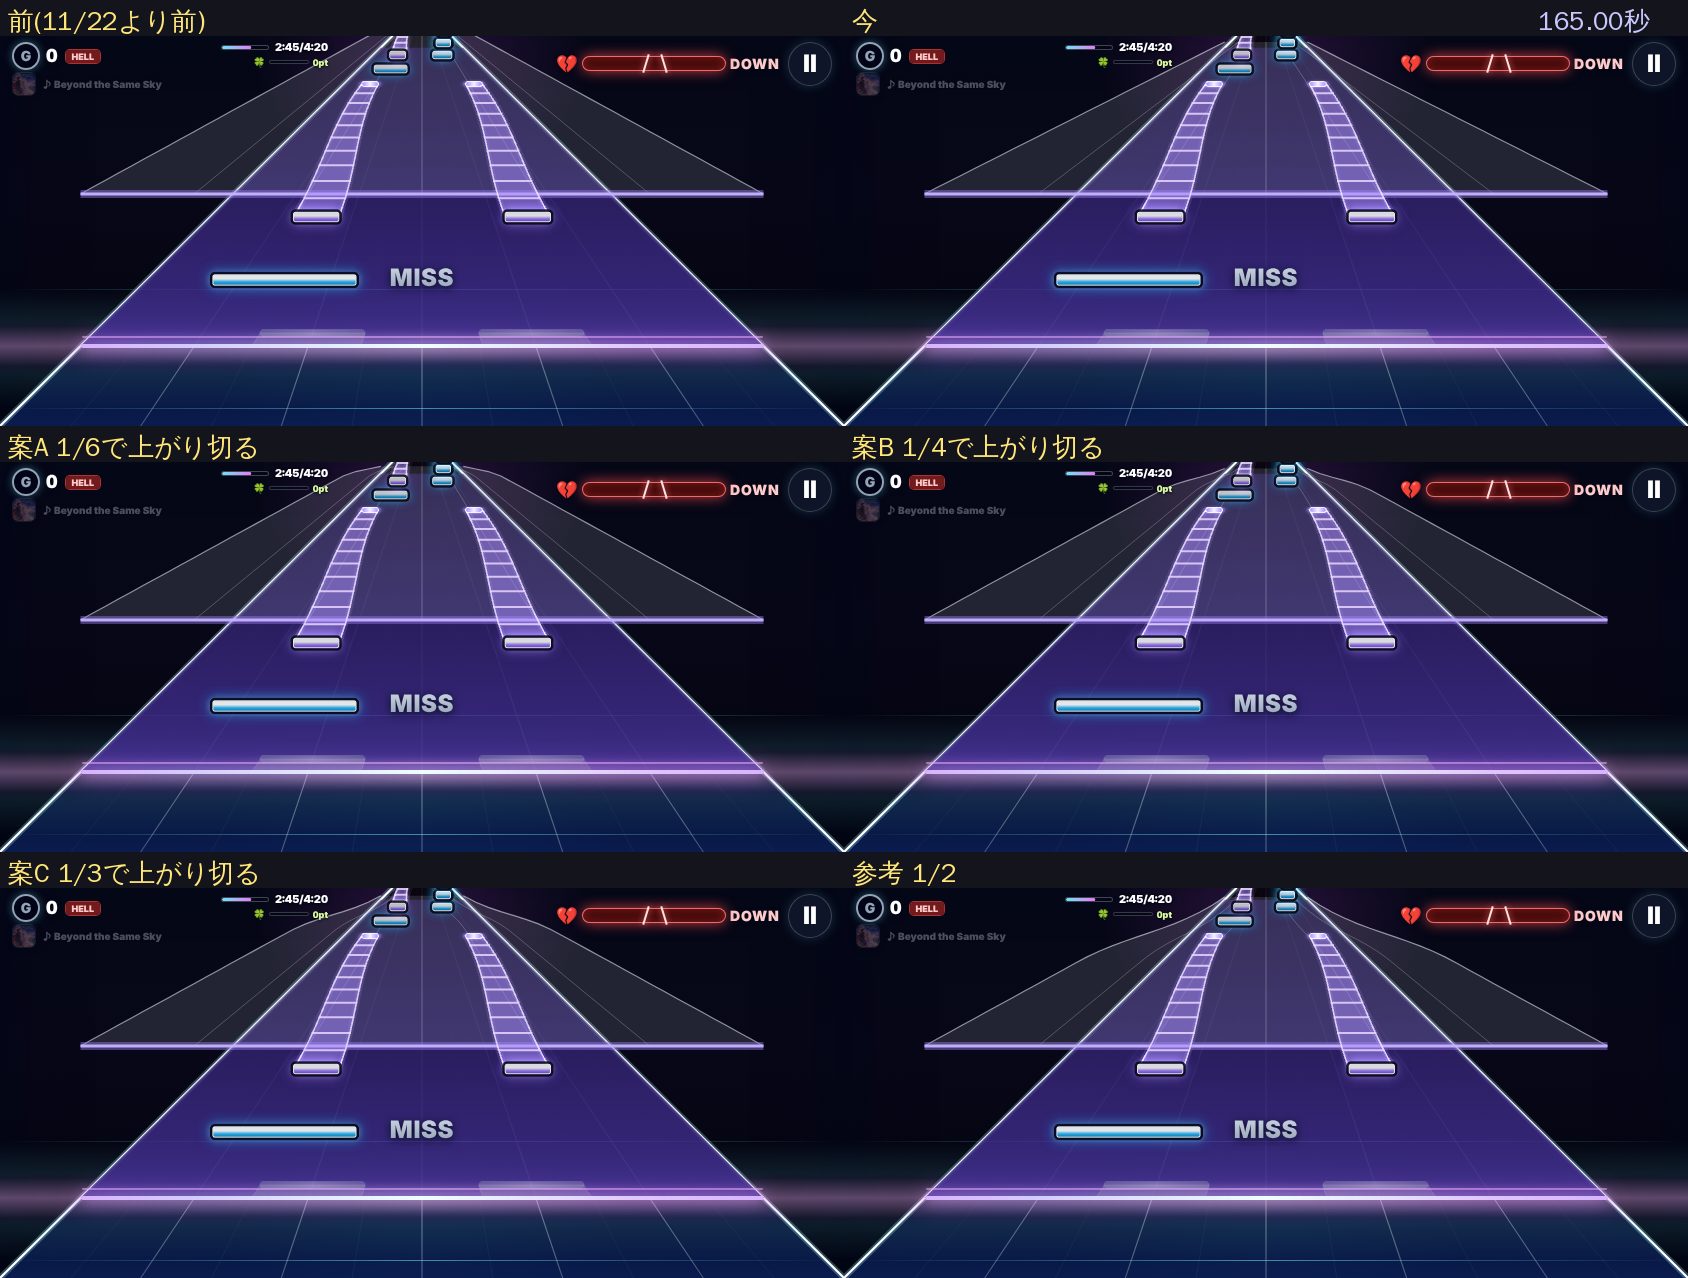 前(11/22より前)
G 0 HELL
2:45/4:20
0pt
DOWN
♪ Beyond the Same Sky
MISS
今
165.00秒
G 0 HELL
2:45/4:20
0pt
DOWN
♪ Beyond the Same Sky
MISS
案A 1/6で上がり切る
G 0 HELL
2:45/4:20
0pt
DOWN
♪ Beyond the Same Sky
MISS
案B 1/4で上がり切る
G 0 HELL
2:45/4:20
0pt
DOWN
♪ Beyond the Same Sky
MISS
案C 1/3で上がり切る
G 0 HELL
2:45/4:20
0pt
DOWN
♪ Beyond the Same Sky
MISS
参考 1/2
G 0 HELL
2:45/4:20
0pt
DOWN
♪ Beyond the Same Sky
MISS